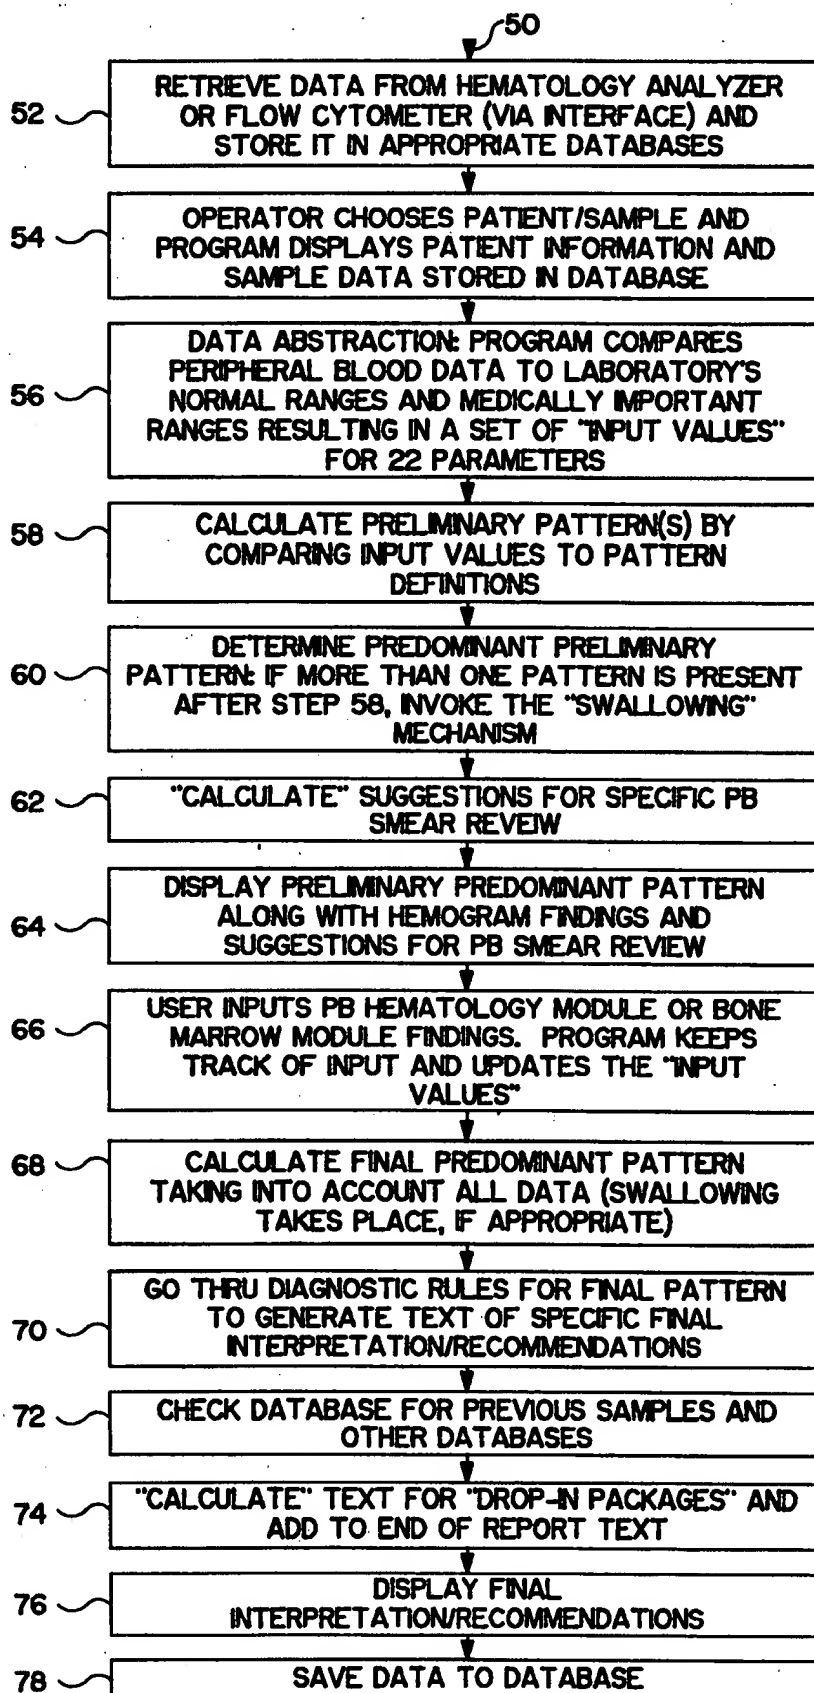 50
52
RETRIEVE DATA FROM HEMATOLOGY ANALYZER
OR FLOW CYTOMETER (VIA INTERFACE) AND
STORE IT IN APPROPRIATE DATABASES
54
OPERATOR CHOOSES PATIENT/SAMPLE AND
PROGRAM DISPLAYS PATIENT INFORMATION AND
SAMPLE DATA STORED IN DATABASE
56
DATA ABSTRACTION: PROGRAM COMPARES
PERIPHERAL BLOOD DATA TO LABORATORY'S
NORMAL RANGES AND MEDICALLY IMPORTANT
RANGES RESULTING IN A SET OF "INPUT VALUES"
FOR 22 PARAMETERS
58
CALCULATE PRELIMINARY PATTERN(S) BY
COMPARING INPUT VALUES TO PATTERN
DEFINITIONS
60
DETERMINE PREDOMINANT PRELIMINARY
PATTERN: IF MORE THAN ONE PATTERN IS PRESENT
AFTER STEP 58, INVOKE THE "SWALLOWING"
MECHANISM
62
"CALCULATE" SUGGESTIONS FOR SPECIFIC PB
SMEAR REVEIW
64
DISPLAY PRELIMINARY PREDOMINANT PATTERN
ALONG WITH HEMOGRAM FINDINGS AND
SUGGESTIONS FOR PB SMEAR REVIEW
66
USER INPUTS PB HEMATOLOGY MODULE OR BONE
MARROW MODULE FINDINGS. PROGRAM KEEPS
TRACK OF INPUT AND UPDATES THE "INPUT
VALUES"
68
CALCULATE FINAL PREDOMINANT PATTERN
TAKING INTO ACCOUNT ALL DATA (SWALLOWING
TAKES PLACE, IF APPROPRIATE)
70
GO THRU DIAGNOSTIC RULES FOR FINAL PATTERN
TO GENERATE TEXT OF SPECIFIC FINAL
INTERPRETATION/RECOMMENDATIONS
72
CHECK DATABASE FOR PREVIOUS SAMPLES AND
OTHER DATABASES
74
"CALCULATE" TEXT FOR "DROP-IN PACKAGES" AND
ADD TO END OF REPORT TEXT
76
DISPLAY FINAL
INTERPRETATION/RECOMMENDATIONS
78
SAVE DATA TO DATABASE